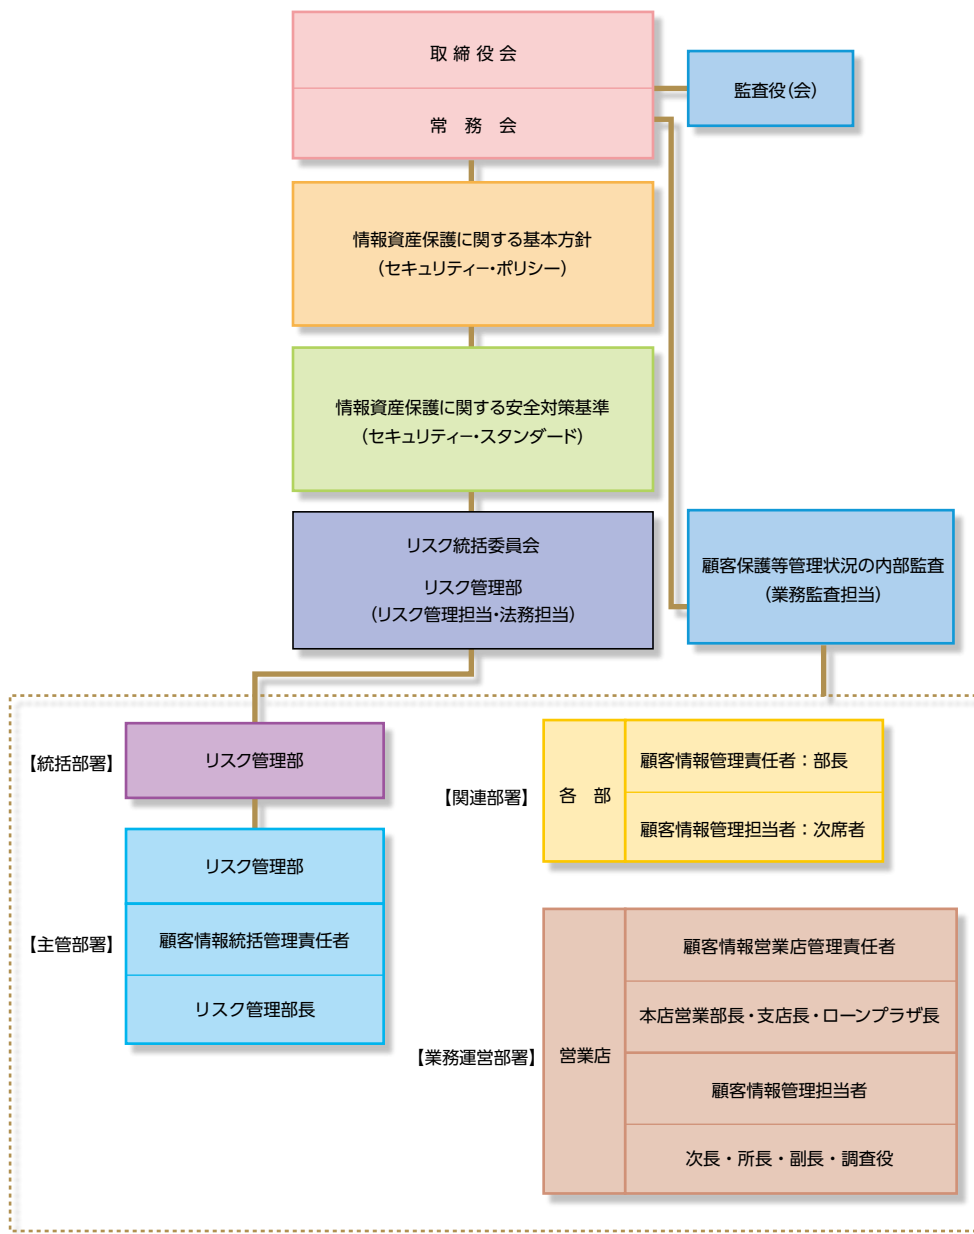 取締役会
監査役(会)
常 務 会
情報資産保護に関する基本方針
(セキュリティー・ポリシー)
情報資産保護に関する安全対策基準
(セキュリティー・スタンダード)
リスク統括委員会
リスク管理部
(リスク管理担当・法務担当)
顧客保護等管理状況の内部監査
(業務監査担当)
【統括部署】
リスク管理部
【主管部署】
リスク管理部
顧客情報統括管理責任者
リスク管理部長
【関連部署】
各 部
顧客情報管理責任者：部長
顧客情報管理担当者：次席者
【業務運営部署】
営業店
顧客情報営業店管理責任者
本店営業部長・支店長・ローンプラザ長
顧客情報管理担当者
次長・所長・副長・調査役